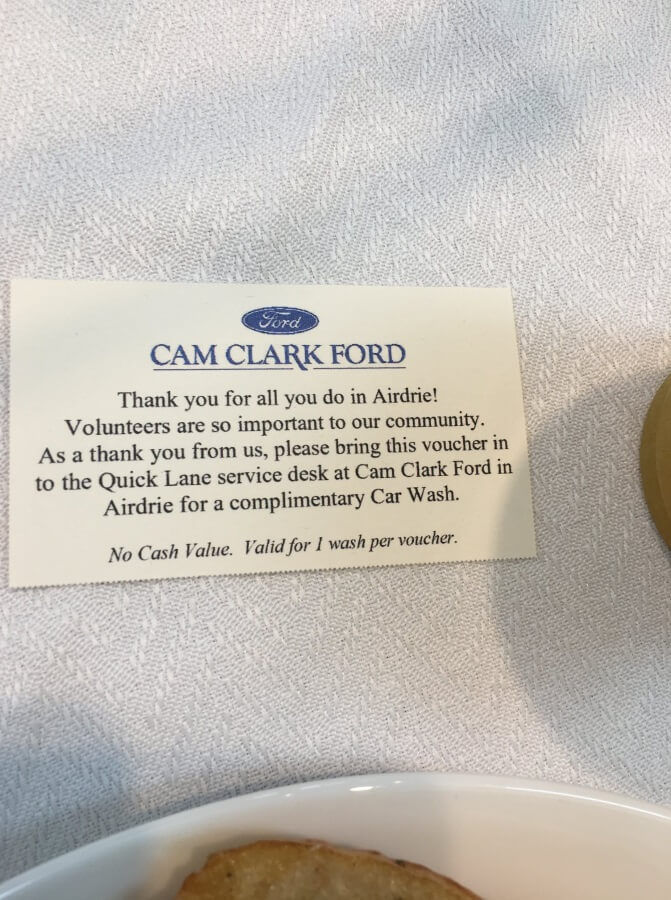 Ford
CAM CLARK FORD
Thank you for all you do in Airdrie!
Volunteers are so important to our community.
As a thank you from us, please bring this voucher in
to the Quick Lane service desk at Cam Clark Ford in
Airdrie for a complimentary Car Wash.
No Cash Value. Valid for 1 wash per voucher.